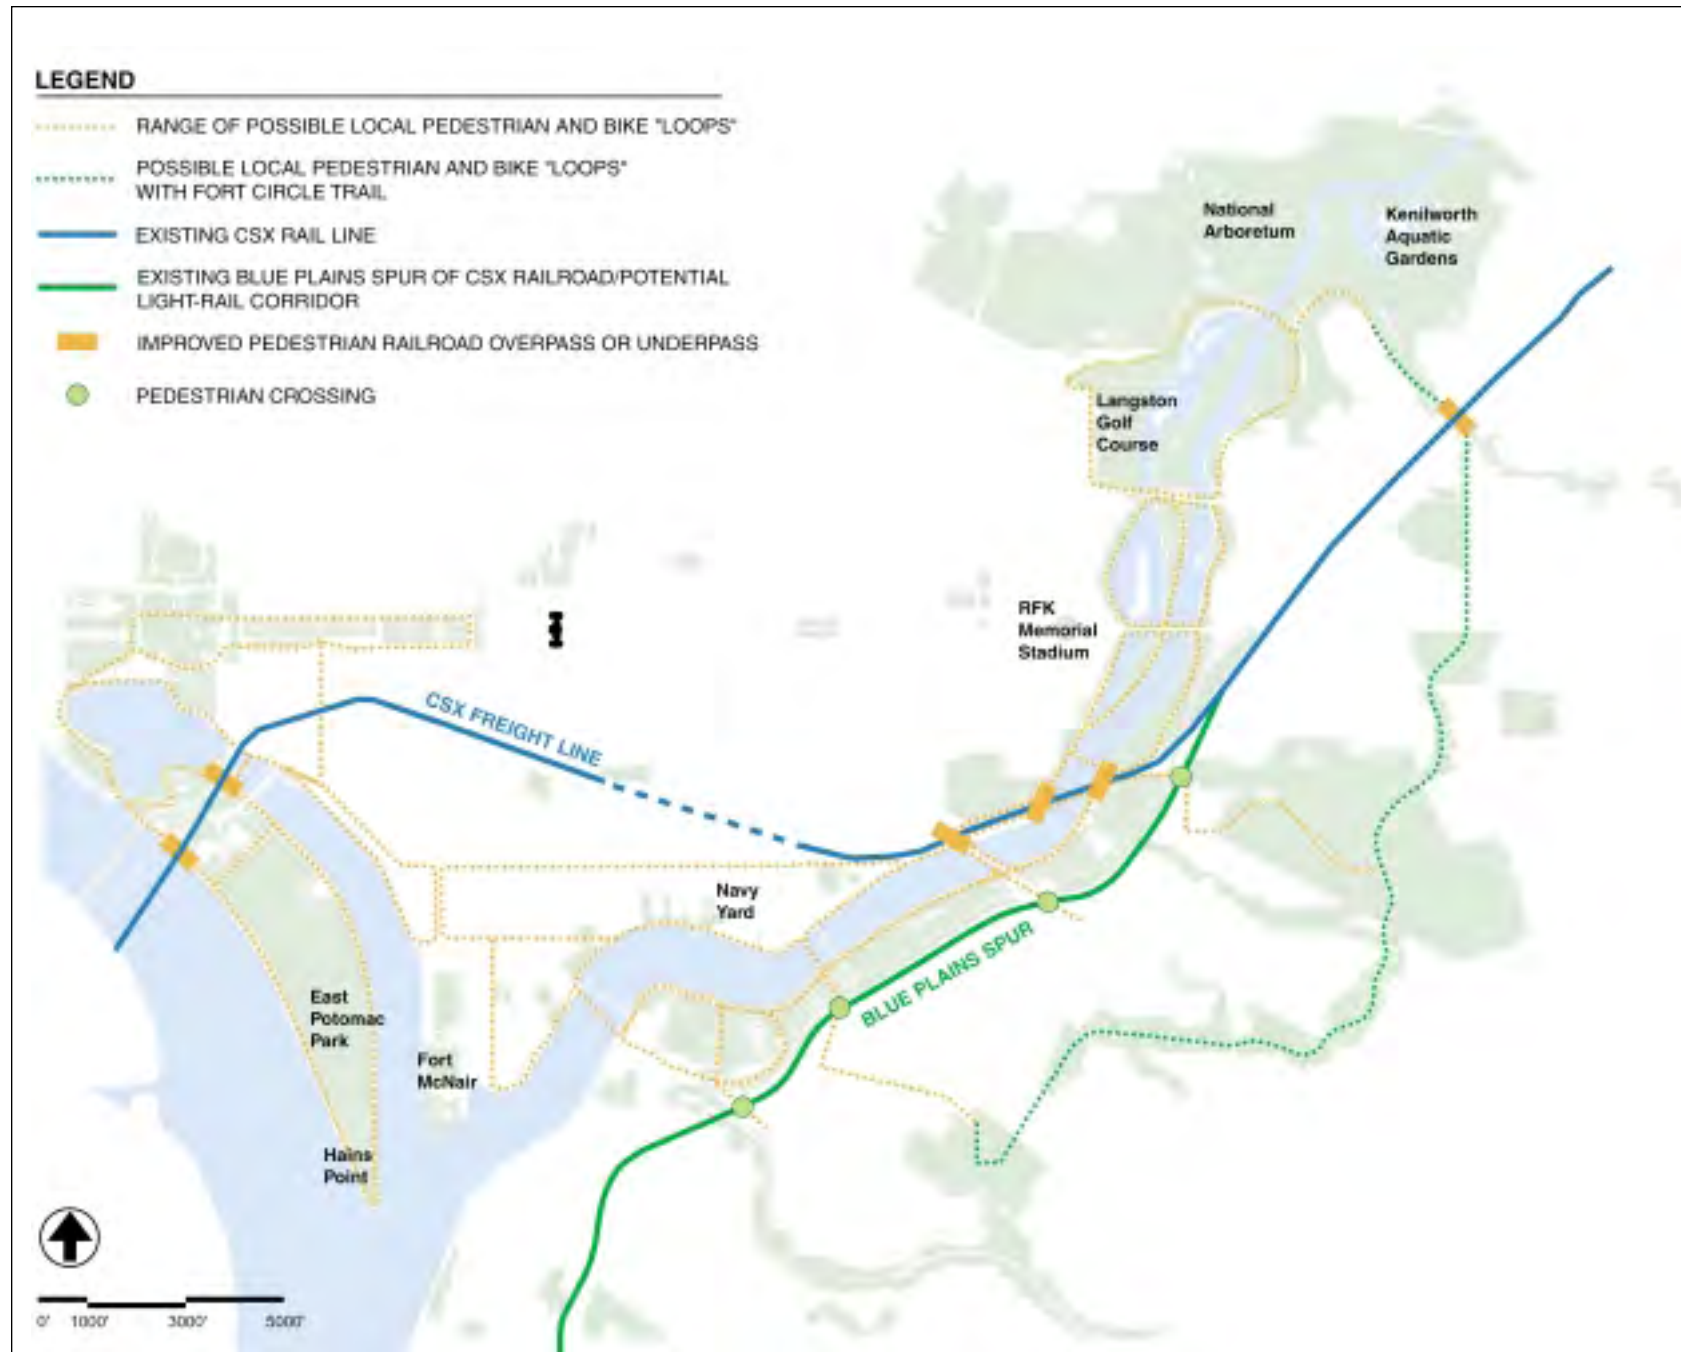 LEGEND
RANGE OF POSSIBLE LOCAL PEDESTRIAN AND BIKE "LOOPS"
POSSIBLE LOCAL PEDESTRIAN AND BIKE "LOOPS"
WITH FORT CIRCLE TRAIL
EXISTING CSX RAIL LINE
EXISTING BLUE PLAINS SPUR OF CSX RAILROAD/POTENTIAL
LIGHT-RAIL CORRIDOR
IMPROVED PEDESTRIAN RAILROAD OVERPASS OR UNDERPASS
PEDESTRIAN CROSSING
National
Arboretum
Kenilworth
Aquatic
Gardens
Langston
Golf
Course
RFK
Memorial
Stadium
CSX FREIGHT LINE
Navy
Yard
BLUE PLAINS SPUR
East
Potomac
Park
Fort
McNair
Hains
Point
0' 1000' 3000' 5000'